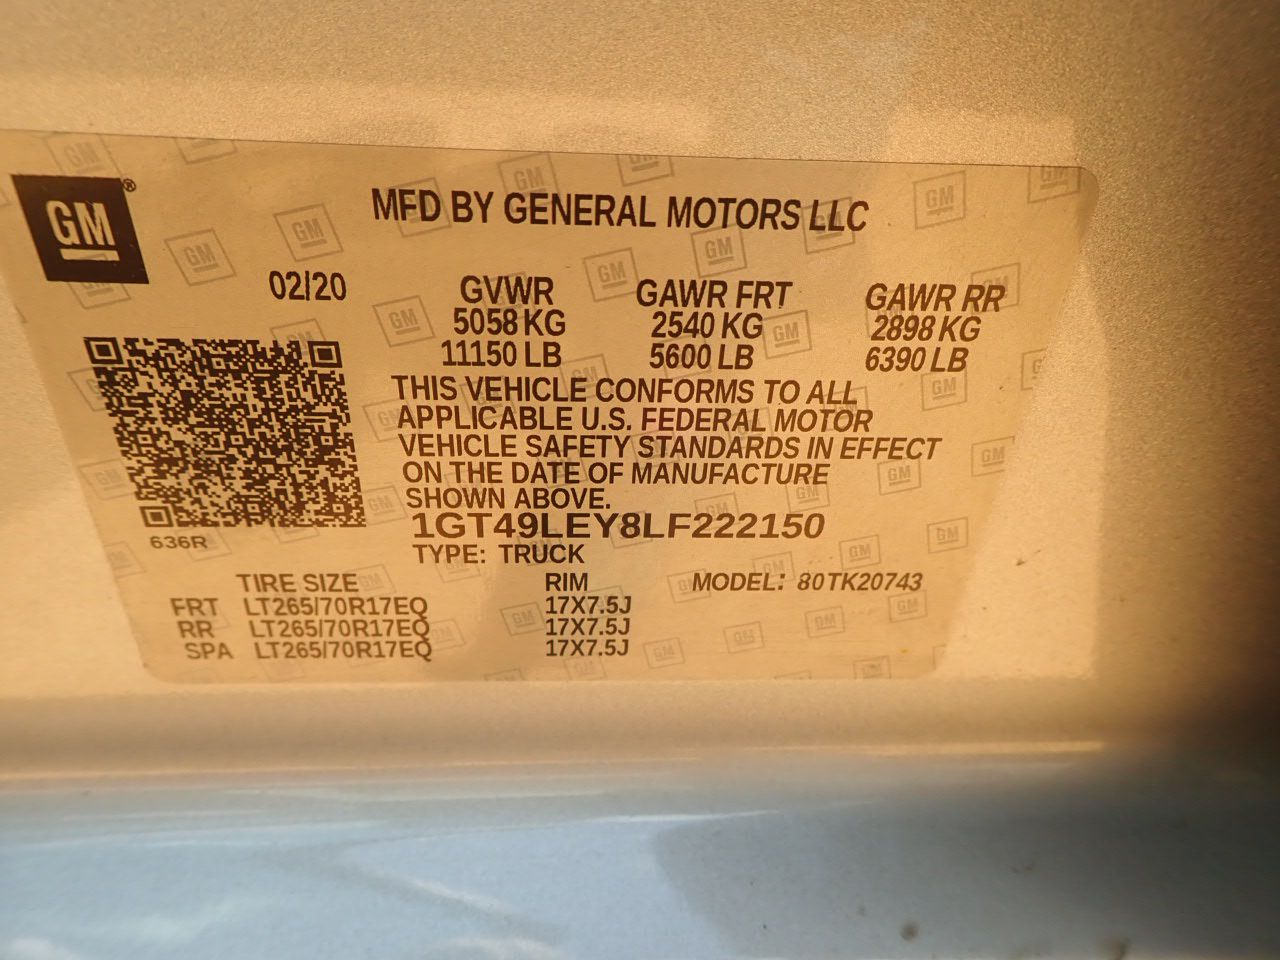 GM®
MFD BY GENERAL MOTORS LLC
02/20 GVWR GAWR FRT GAWR RR
5058 KG 2540 KG 2898 KG
11150 LB 5600 LB 6390 LB
THIS VEHICLE CONFORMS TO ALL
APPLICABLE U.S. FEDERAL MOTOR
VEHICLE SAFETY STANDARDS IN EFFECT
ON THE DATE OF MANUFACTURE
SHOWN ABOVE.
1GT49LEY8LF222150
636R
TYPE: TRUCK
TIRE SIZE RIM MODEL: 80TK20743
FRT LT265/70R17EQ 17X7.5J
RR LT265/70R17EQ 17X7.5J
SPA LT265/70R17EQ 17X7.5J